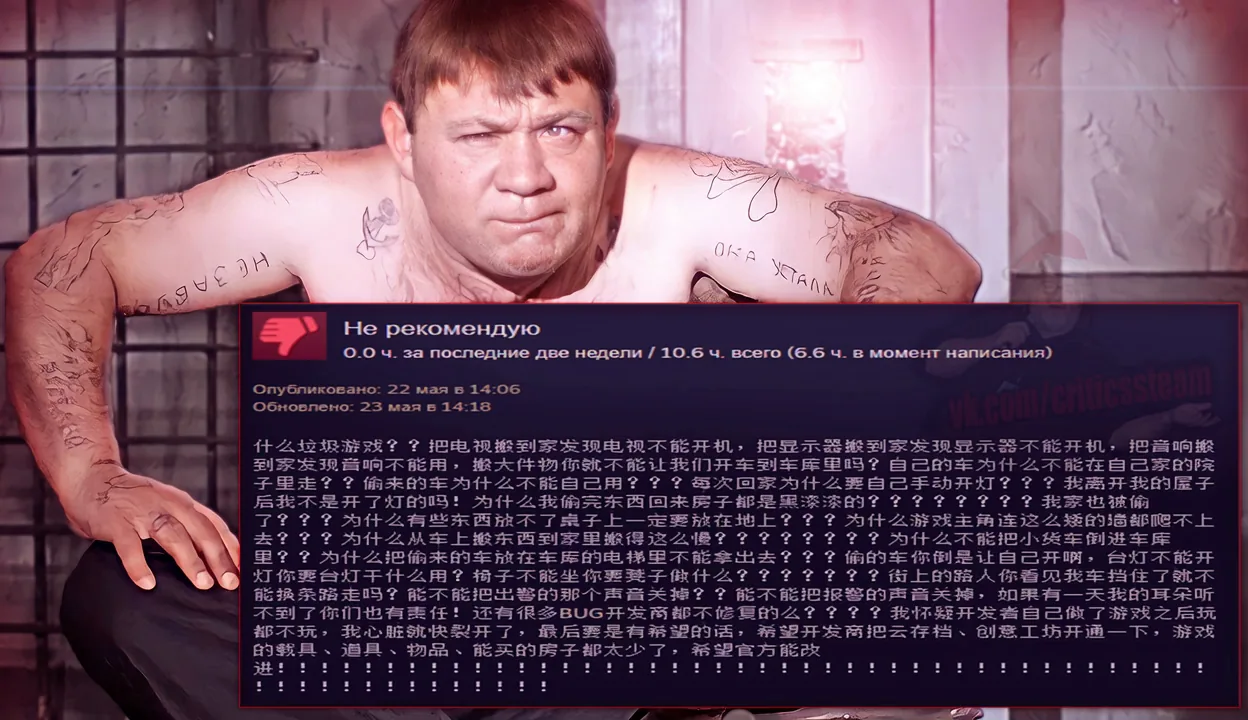 НЕЗАБУ
ОКА УСТАЛА
Не рекомендую
0.0 ч. за последние две недели / 10.6 ч. всего (6.6 ч. в момент написания)
Опубликовано: 22 мая в 14:06
Обновлено: 23 мая в 14:18
vk.com/criticssteam
什么垃圾游戏？？把电视搬到家发现电视不能开机，把显示器搬到家发现显示器不能开机，把音响搬
到家发现音响不能用，搬大件物你就不能让我们开车到车库里吗？自己的车为什么不能在自己家的院
子里走？？偷来的车为什么不能自己用？？？每次回家为什么要自己手动开灯？？？我离开我的屋子
后我不是开了灯的吗！为什么我偷完东西回来房子都是黑漆漆的？？？？？？？？我家也被偷
了？？？为什么有些东西放不了桌子上一定要放在地上？？？为什么游戏主角连这么矮的墙都爬不上
去？？？为什么从车上搬东西到家里搬得这么慢？？？？？？？？？为什么不能把小货车倒进车库
里？？？为什么把偷来的车放在车库的电梯里不能拿出去？？？偷的车你倒是让自己开啊，台灯不能开
灯你要台灯干什么用？椅子不能坐你要凳子做什么？？？？？？？街上的路人你看见我车挡住了就不
能换条路走吗？能不能把出警的那个声音关掉？？能不能把报警的声音关掉，如果有一天我的耳朵听
不到了你们也有责任！还有很多BUG开发商都不修复的么？？？？我怀疑开发者自己做了游戏之后玩
都不玩，我心脏就快裂开了，最后要是有希望的话，希望开发商把云存档、创意工坊开通一下，游戏
的载具、道具、物品、能买的房子都太少了，希望官方能改
进！！！！！！！！！！！！！！！！！！！！！！！！！！！！！！！！！
！！！！！！！！！！！